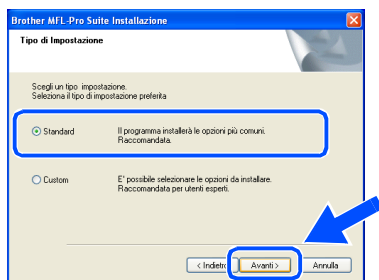 Brother MFL-Pro Suite Installazione
Tipo di Impostazione
Scegli un tipo impostazione.
Seleziona il tipo di impostazione preferita
Standard
Il programma installerà le opzioni più comuni.
Raccomandata.
Custom
E' possibile selezionare le opzioni da installare.
Raccomandata per utenti esperti.
< Indietro Avanti > Annulla